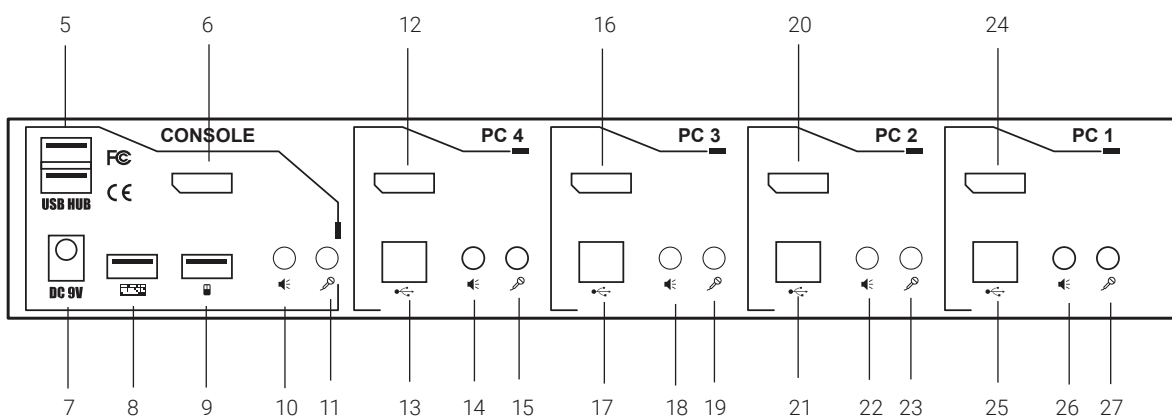 5 6 12 16 20 24
CONSOLE PC 4 PC 3 PC 2 PC 1
FC
CE
USB HUB
DC 9V
7 8 9 10 11 13 14 15 17 18 19 21 22 23 25 26 27